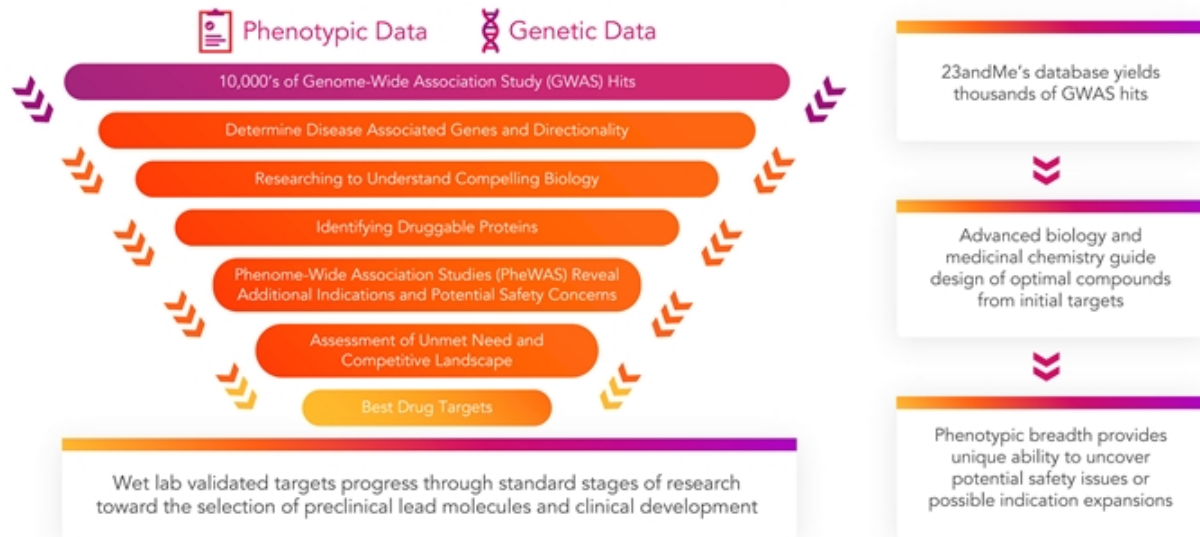 Phenotypic Data
Genetic Data
10,000's of Genome-Wide Association Study (GWAS) Hits
Determine Disease Associated Genes and Directionality
Researching to Understand Compelling Biology
Identifying Druggable Proteins
Phenome-Wide Association Studies (PheWAS) Reveal
Additional Indications and Potential Safety Concerns
Assessment of Unmet Need and
Competitive Landscape
Best Drug Targets
Wet lab validated targets progress through standard stages of research
toward the selection of preclinical lead molecules and clinical development
23andMe's database yields
thousands of GWAS hits
Advanced biology and
medicinal chemistry guide
design of optimal compounds
from initial targets
Phenotypic breadth provides
unique ability to uncover
potential safety issues or
possible indication expansions